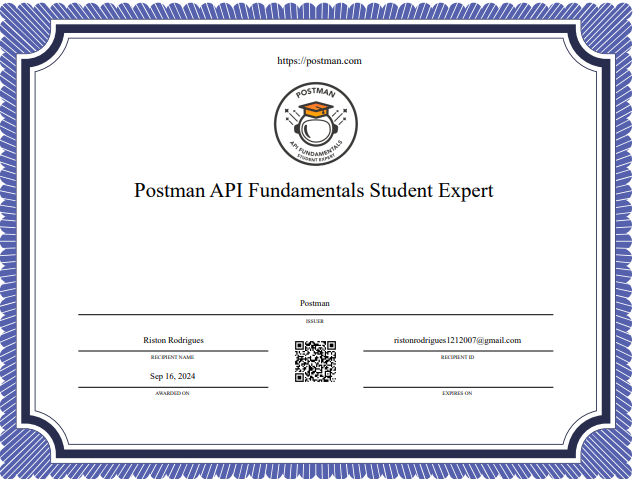 https://postman.com
POSTMAN
API FUNDAMENTALS
STUDENT EXPERT
Postman API Fundamentals Student Expert
Postman
ISSUER
Riston Rodrigues
RECIPIENT NAME
ristonrodrigues1212007@gmail.com
RECIPIENT ID
Sep 16, 2024
AWARDED ON
EXPIRES ON